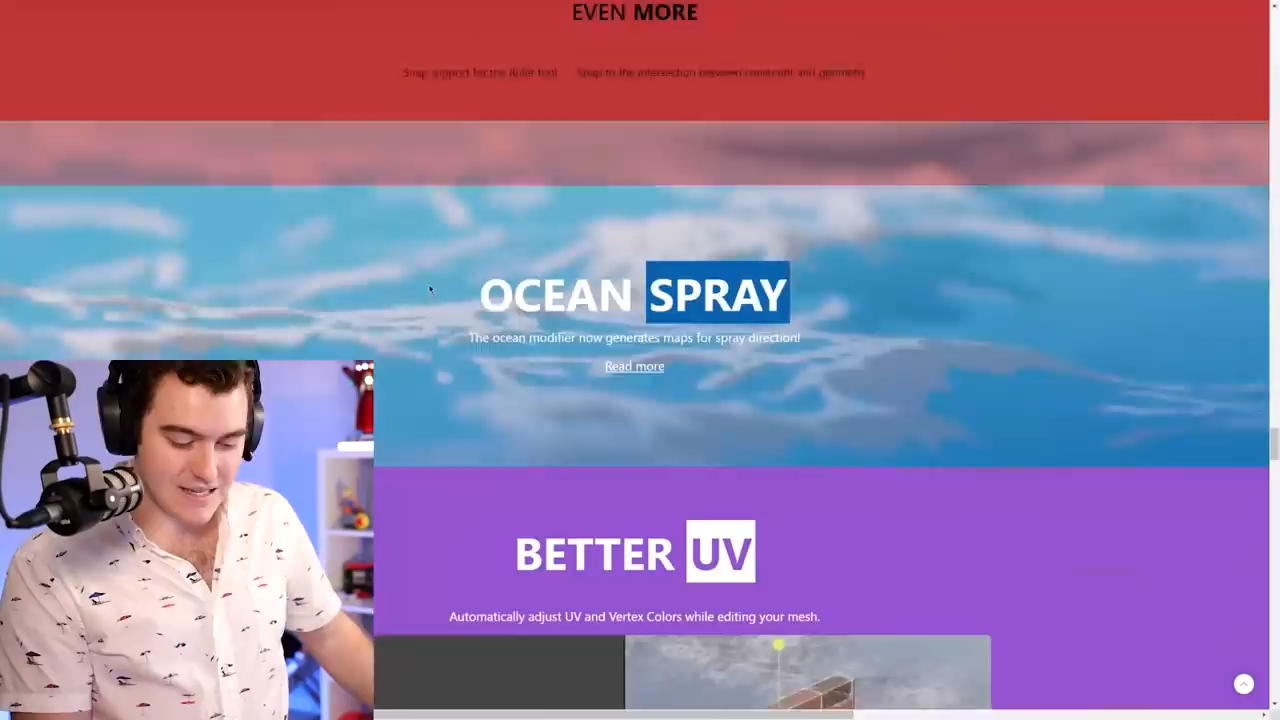 EVEN MORE
Snap support for the Ruler tool Snap to the intersection between constraint and geometry
OCEAN SPRAY
The ocean modifier now generates maps for spray direction!
Read more
BETTER UV
Automatically adjust UV and Vertex Colors while editing your mesh.